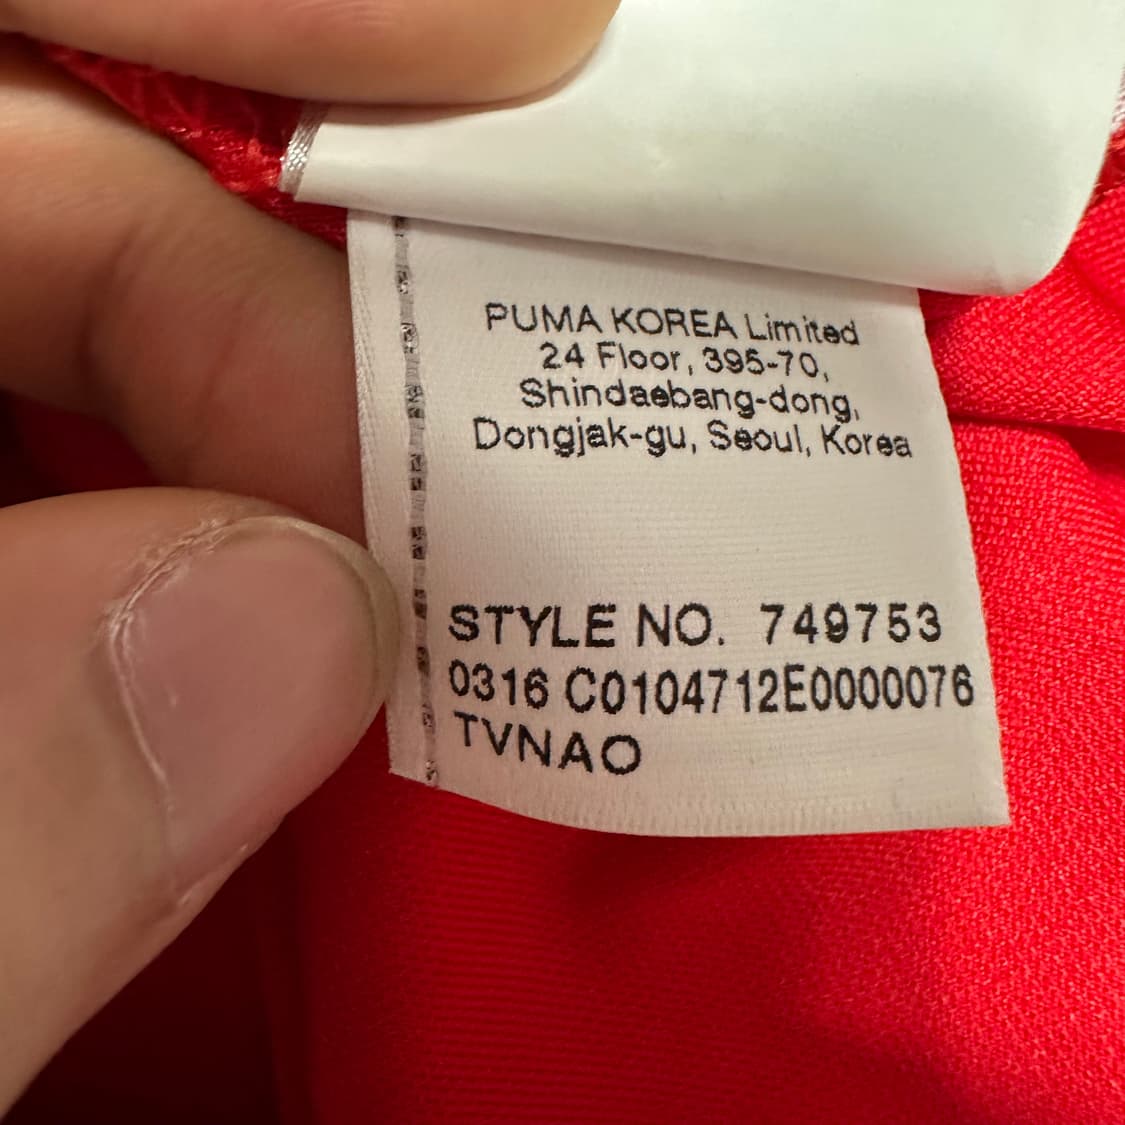 PUMA KOREA Limited
24 Floor, 395-70,
Shindaebang-dong,
Dongjak-gu, Seoul, Korea
STYLE NO. 749753
0316 C0104712E0000076
TVNAO